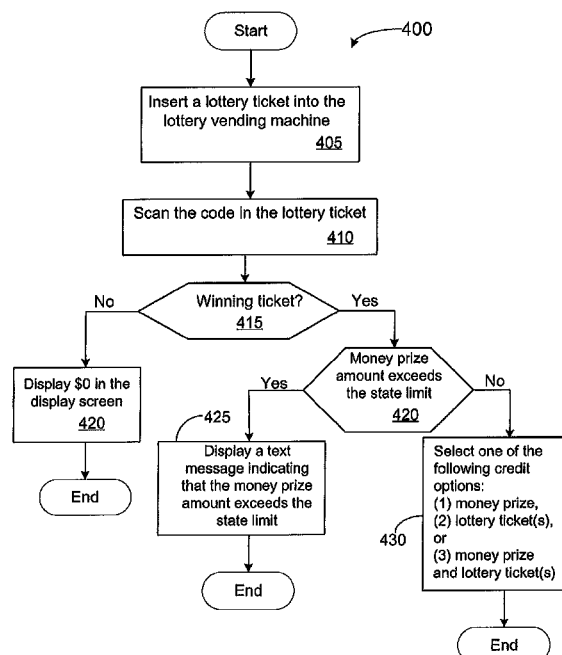 Start
400
Insert a lottery ticket into the
lottery vending machine
405
Scan the code in the lottery ticket
410
No
Winning ticket?
Yes
415
Display $0 in the
display screen
420
Yes
Money prize
amount exceeds
the state limit
420
No
425
Display a text
message indicating
that the money prize
amount exceeds the
state limit
Select one of the
following credit
options:
(1) money prize,
(2) lottery ticket(s),
or
(3) money prize
and lottery ticket(s)
430
End
End
End